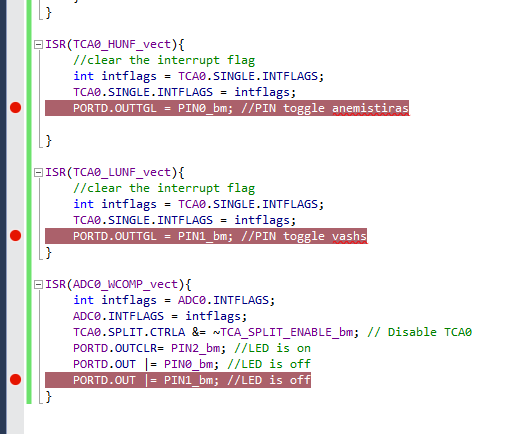 }
ISR(TCA0_HUNF_vect){
//clear the interrupt flag
int intflags = TCA0.SINGLE.INTFLAGS;
TCA0.SINGLE.INTFLAGS = intflags;
PORTD.OUTTGL = PIN0_bm; //PIN toggle anemistiras
}
ISR(TCA0_LUNF_vect){
//clear the interrupt flag
int intflags = TCA0.SINGLE.INTFLAGS;
TCA0.SINGLE.INTFLAGS = intflags;
PORTD.OUTTGL = PIN1_bm; //PIN toggle vashs
}
ISR(ADC0_WCOMP_vect){
int intflags = ADC0.INTFLAGS;
ADC0.INTFLAGS = intflags;
TCA0.SPLIT.CTRLA &= ~TCA_SPLIT_ENABLE_bm; // Disable TCA0
PORTD.OUTCLR= PIN2_bm; //LED is on
PORTD.OUT |= PIN0_bm; //LED is off
PORTD.OUT |= PIN1_bm; //LED is off
}